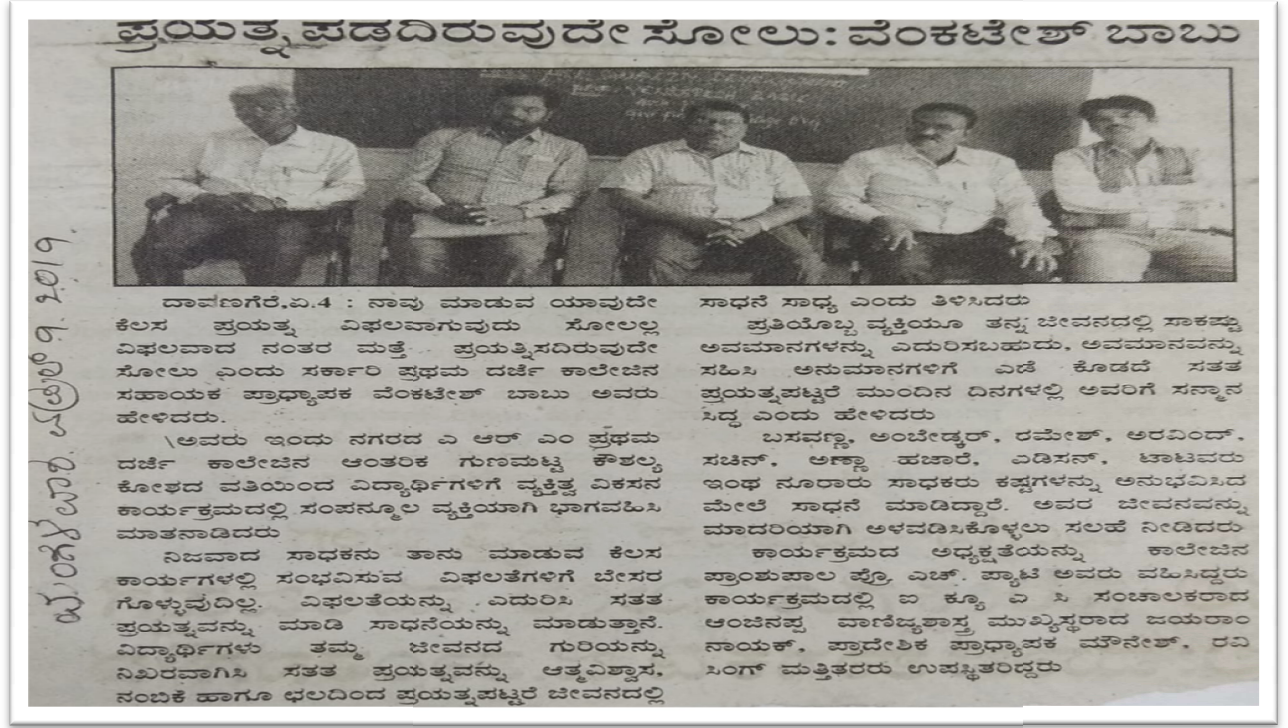 ಪ್ರಯತ್ನ ಪಡದಿರುವುದೇ ಸೋಲು: ವೆಂಕಟೇಶ್ ಬಾಬು
ದಾವಣಗೆರೆ,ಏ.4 : ನಾವು ಮಾಡುವ ಯಾವುದೇ
ಕೆಲಸ ಪ್ರಯತ್ನ ವಿಫಲವಾಗುವುದು ಸೋಲಲ್ಲ
ವಿಫಲವಾದ ನಂತರ ಮತ್ತೆ ಪ್ರಯತ್ನಿಸದಿರುವುದೇ
ಸೋಲು ಎಂದು ಸರ್ಕಾರಿ ಪ್ರಥಮ ದರ್ಜೆ ಕಾಲೇಜಿನ
ಸಹಾಯಕ ಪ್ರಾಧ್ಯಾಪಕ ವೆಂಕಟೇಶ್ ಬಾಬು ಅವರು
ಹೇಳಿದರು.
\ಅವರು ಇಂದು ನಗರದ ಎ ಆರ್ ಎಂ ಪ್ರಥಮ
ದರ್ಜೆ ಕಾಲೇಜಿನ ಆಂತರಿಕ ಗುಣಮಟ್ಟ ಕೌಶಲ್ಯ
ಕೋಶದ ವತಿಯಿಂದ ವಿದ್ಯಾರ್ಥಿಗಳಿಗೆ ವ್ಯಕ್ತಿತ್ವ ವಿಕಸನ
ಕಾರ್ಯಕ್ರಮದಲ್ಲಿ ಸಂಪನ್ಮೂಲ ವ್ಯಕ್ತಿಯಾಗಿ ಭಾಗವಹಿಸಿ
ಮಾತನಾಡಿದರು
ನಿಜವಾದ ಸಾಧಕನು ತಾನು ಮಾಡುವ ಕೆಲಸ
ಕಾರ್ಯಗಳಲ್ಲಿ ಸಂಭವಿಸುವ ವಿಫಲತೆಗಳಿಗೆ ಬೇಸರ
ಗೊಳ್ಳುವುದಿಲ್ಲ. ವಿಫಲತೆಯನ್ನು ಎದುರಿಸಿ ಸತತ
ಪ್ರಯತ್ನವನ್ನು ಮಾಡಿ ಸಾಧನೆಯನ್ನು ಮಾಡುತ್ತಾನೆ.
ವಿದ್ಯಾರ್ಥಿಗಳು ತಮ್ಮ ಜೀವನದ ಗುರಿಯನ್ನು
ನಿಖರವಾಗಿಸಿ ಸತತ ಪ್ರಯತ್ನವನ್ನು ಆತ್ಮವಿಶ್ವಾಸ,
ನಂಬಿಕೆ ಹಾಗೂ ಛಲದಿಂದ ಪ್ರಯತ್ನಪಟ್ಟರೆ ಜೀವನದಲ್ಲಿ
ಸಾಧನೆ ಸಾಧ್ಯ ಎಂದು ತಿಳಿಸಿದರು
ಪ್ರತಿಯೊಬ್ಬ ವ್ಯಕ್ತಿಯೂ ತನ್ನ ಜೀವನದಲ್ಲಿ ಸಾಕಷ್ಟು
ಅವಮಾನಗಳನ್ನು ಎದುರಿಸಬಹುದು, ಅವಮಾನವನ್ನು
ಸಹಿಸಿ ಅನುಮಾನಗಳಿಗೆ ಎಡೆ ಕೊಡದೆ ಸತತ
ಪ್ರಯತ್ನಪಟ್ಟರೆ ಮುಂದಿನ ದಿನಗಳಲ್ಲಿ ಅವರಿಗೆ ಸನ್ಮಾನ
ಸಿದ್ಧ ಎಂದು ಹೇಳಿದರು
ಬಸವಣ್ಣ, ಅಂಬೇಡ್ಕರ್, ರಮೇಶ್, ಅರವಿಂದ್,
ಸಚಿನ್, ಅಣ್ಣಾ ಹಜಾರೆ, ಎಡಿಸನ್, ಟಾಟವರು
ಇಂಥ ನೂರಾರು ಸಾಧಕರು ಕಷ್ಟಗಳನ್ನು ಅನುಭವಿಸಿದ
ಮೇಲೆ ಸಾಧನೆ ಮಾಡಿದ್ದಾರೆ. ಅವರ ಜೀವನವನ್ನು
ಮಾದರಿಯಾಗಿ ಅಳವಡಿಸಿಕೊಳ್ಳಲು ಸಲಹೆ ನೀಡಿದರು
ಕಾರ್ಯಕ್ರಮದ ಅಧ್ಯಕ್ಷತೆಯನ್ನು ಕಾಲೇಜಿನ
ಪ್ರಾಂಶುಪಾಲ ಪ್ರೊ ಎಚ್. ಪ್ಯಾಟಿ ಅವರು ವಹಿಸಿದ್ದರು
ಕಾರ್ಯಕ್ರಮದಲ್ಲಿ ಐ ಕ್ಯೂ ಎ ಸಿ ಸಂಚಾಲಕರಾದ
ಆಂಜಿನಪ್ಪ ವಾಣಿಜ್ಯಶಾಸ್ತ್ರ ಮುಖ್ಯಸ್ಥರಾದ ಜಯರಾಂ
ನಾಯಕ್, ಪ್ರಾದೇಶಿಕ ಪ್ರಾಧ್ಯಾಪಕ ಮೌನೇಶ್, ರವಿ
ಸಿಂಗ್ ಮತ್ತಿತರರು ಉಪಸ್ಥಿತರಿದ್ದರು
ಮಂಗಳವಾರ. ಏಪ್ರಿಲ್ 9. 2019.